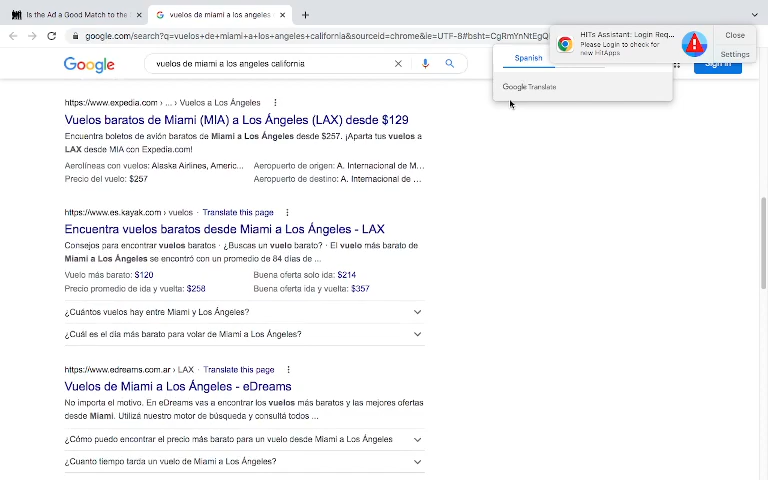 Is the Ad a Good Match to the
vuelos de miami a los angeles
google.com/search?q=vuelos+de+miami+a+los+angeles+california&sourceid=chrome&ie=UTF-8#bsht=CgRmYnNtEgQ
HITs Assistant: Login Req...
Please Login to check for
new HitApps
Close
Settings
Google
vuelos de miami a los angeles california
Spanish
Sign in
Google Translate
https://www.expedia.com › ... › Vuelos a Los Ángeles
Vuelos baratos de Miami (MIA) a Los Ángeles (LAX) desde $129
Encuentra boletos de avión baratos de Miami a Los Ángeles desde $257. ¡Aparta tus vuelos a
LAX desde MIA con Expedia.com!
Aerolíneas con vuelos: Alaska Airlines, Americ... Aeropuerto de origen: A. Internacional de M...
Precio del vuelo: $257 Aeropuerto de destino: A. Internacional de ...
https://www.es.kayak.com › vuelos · Translate this page
Encuentra vuelos baratos desde Miami a Los Ángeles - LAX
Consejos para encontrar vuelos baratos · ¿Buscas un vuelo barato? · El vuelo más barato de
Miami a Los Ángeles se encontró con un promedio de 84 días de ...
Vuelo más barato: $120 Buena oferta solo ida: $214
Precio promedio de ida y vuelta: $258 Buena oferta ida y vuelta: $357
¿Cuántos vuelos hay entre Miami y Los Ángeles?
¿Cuál es el día más barato para volar de Miami a Los Ángeles?
https://www.edreams.com.ar › LAX · Translate this page
Vuelos de Miami a Los Ángeles - eDreams
No importa el motivo. En eDreams vas a encontrar los vuelos más baratos y las mejores ofertas
desde Miami. Utilizá nuestro motor de búsqueda y consultá todos ...
¿Cómo puedo encontrar el precio más barato para un vuelo desde Miami a Los Ángeles
¿Cuanto tiempo tarda un vuelo de Miami a Los Ángeles?